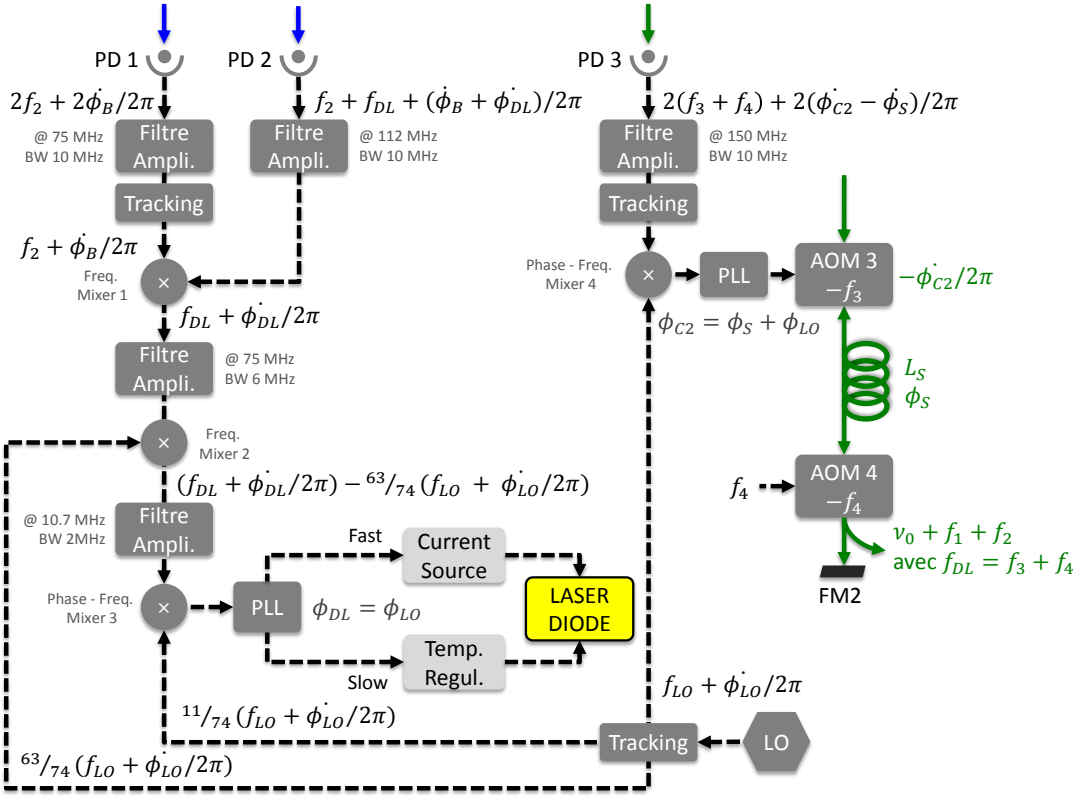 PD 1
PD 2
PD 3
2f₂ + 2ϕ̇_B/2π
f₂ + f_DL + (ϕ̇_B + ϕ̇_DL)/2π
2(f₃ + f₄) + 2(ϕ̇_C2 − ϕ̇_S)/2π
@ 75 MHz
BW 10 MHz
Filtre
Ampli.
Filtre
Ampli.
@ 112 MHz
BW 10 MHz
Filtre
Ampli.
@ 150 MHz
BW 10 MHz
Tracking
Tracking
f₂ + ϕ̇_B/2π
Freq.
Mixer 1
×
Phase - Freq.
Mixer 4
×
PLL
AOM 3
−f₃
−ϕ̇_C2/2π
f_DL + ϕ̇_DL/2π
ϕ_C2 = ϕ_S + ϕ_LO
Filtre
Ampli.
@ 75 MHz
BW 6 MHz
L_S
ϕ_S
×
Freq.
Mixer 2
(f_DL + ϕ̇_DL/2π) − ⁶³/₇₄ (f_LO + ϕ̇_LO/2π)
f₄
AOM 4
−f₄
@ 10.7 MHz
BW 2MHz
Filtre
Ampli.
Fast
Current
Source
ν₀ + f₁ + f₂
avec f_DL = f₃ + f₄
FM2
Phase - Freq.
Mixer 3
×
PLL
ϕ_DL = ϕ_LO
LASER
DIODE
Slow
Temp.
Regul.
f_LO + ϕ̇_LO/2π
¹¹/₇₄ (f_LO + ϕ̇_LO/2π)
Tracking
LO
⁶³/₇₄ (f_LO + ϕ̇_LO/2π)